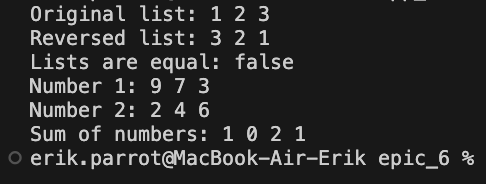 Original list: 1 2 3
Reversed list: 3 2 1
Lists are equal: false
Number 1: 9 7 3
Number 2: 2 4 6
Sum of numbers: 1 0 2 1
erik.parrot@MacBook-Air-Erik epic_6 %